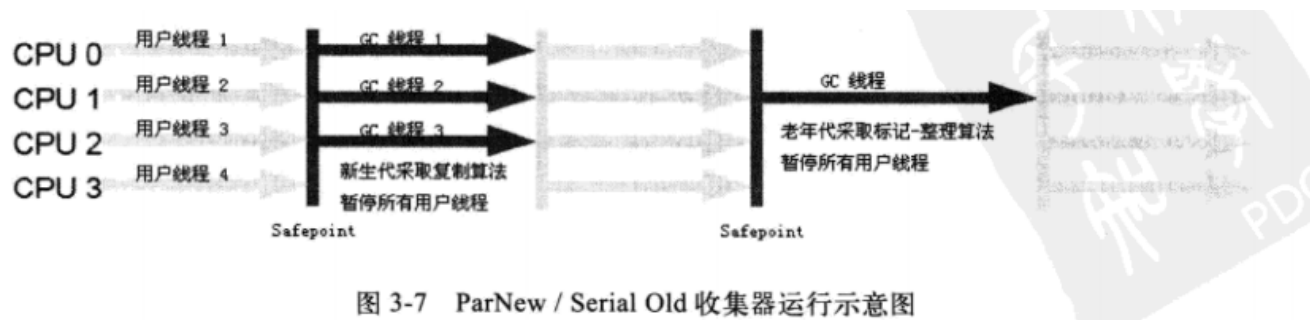 CPU 0
用户线程 1
GC 线程 1
CPU 1
用户线程 2
GC 线程 2
GC 线程
CPU 2
用户线程 3
GC 线程 3
老年代采取标记-整理算法
暂停所有用户线程
CPU 3
用户线程 4
新生代采取复制算法
暂停所有用户线程
Safepoint
Safepoint
图 3-7 ParNew / Serial Old 收集器运行示意图
PDG